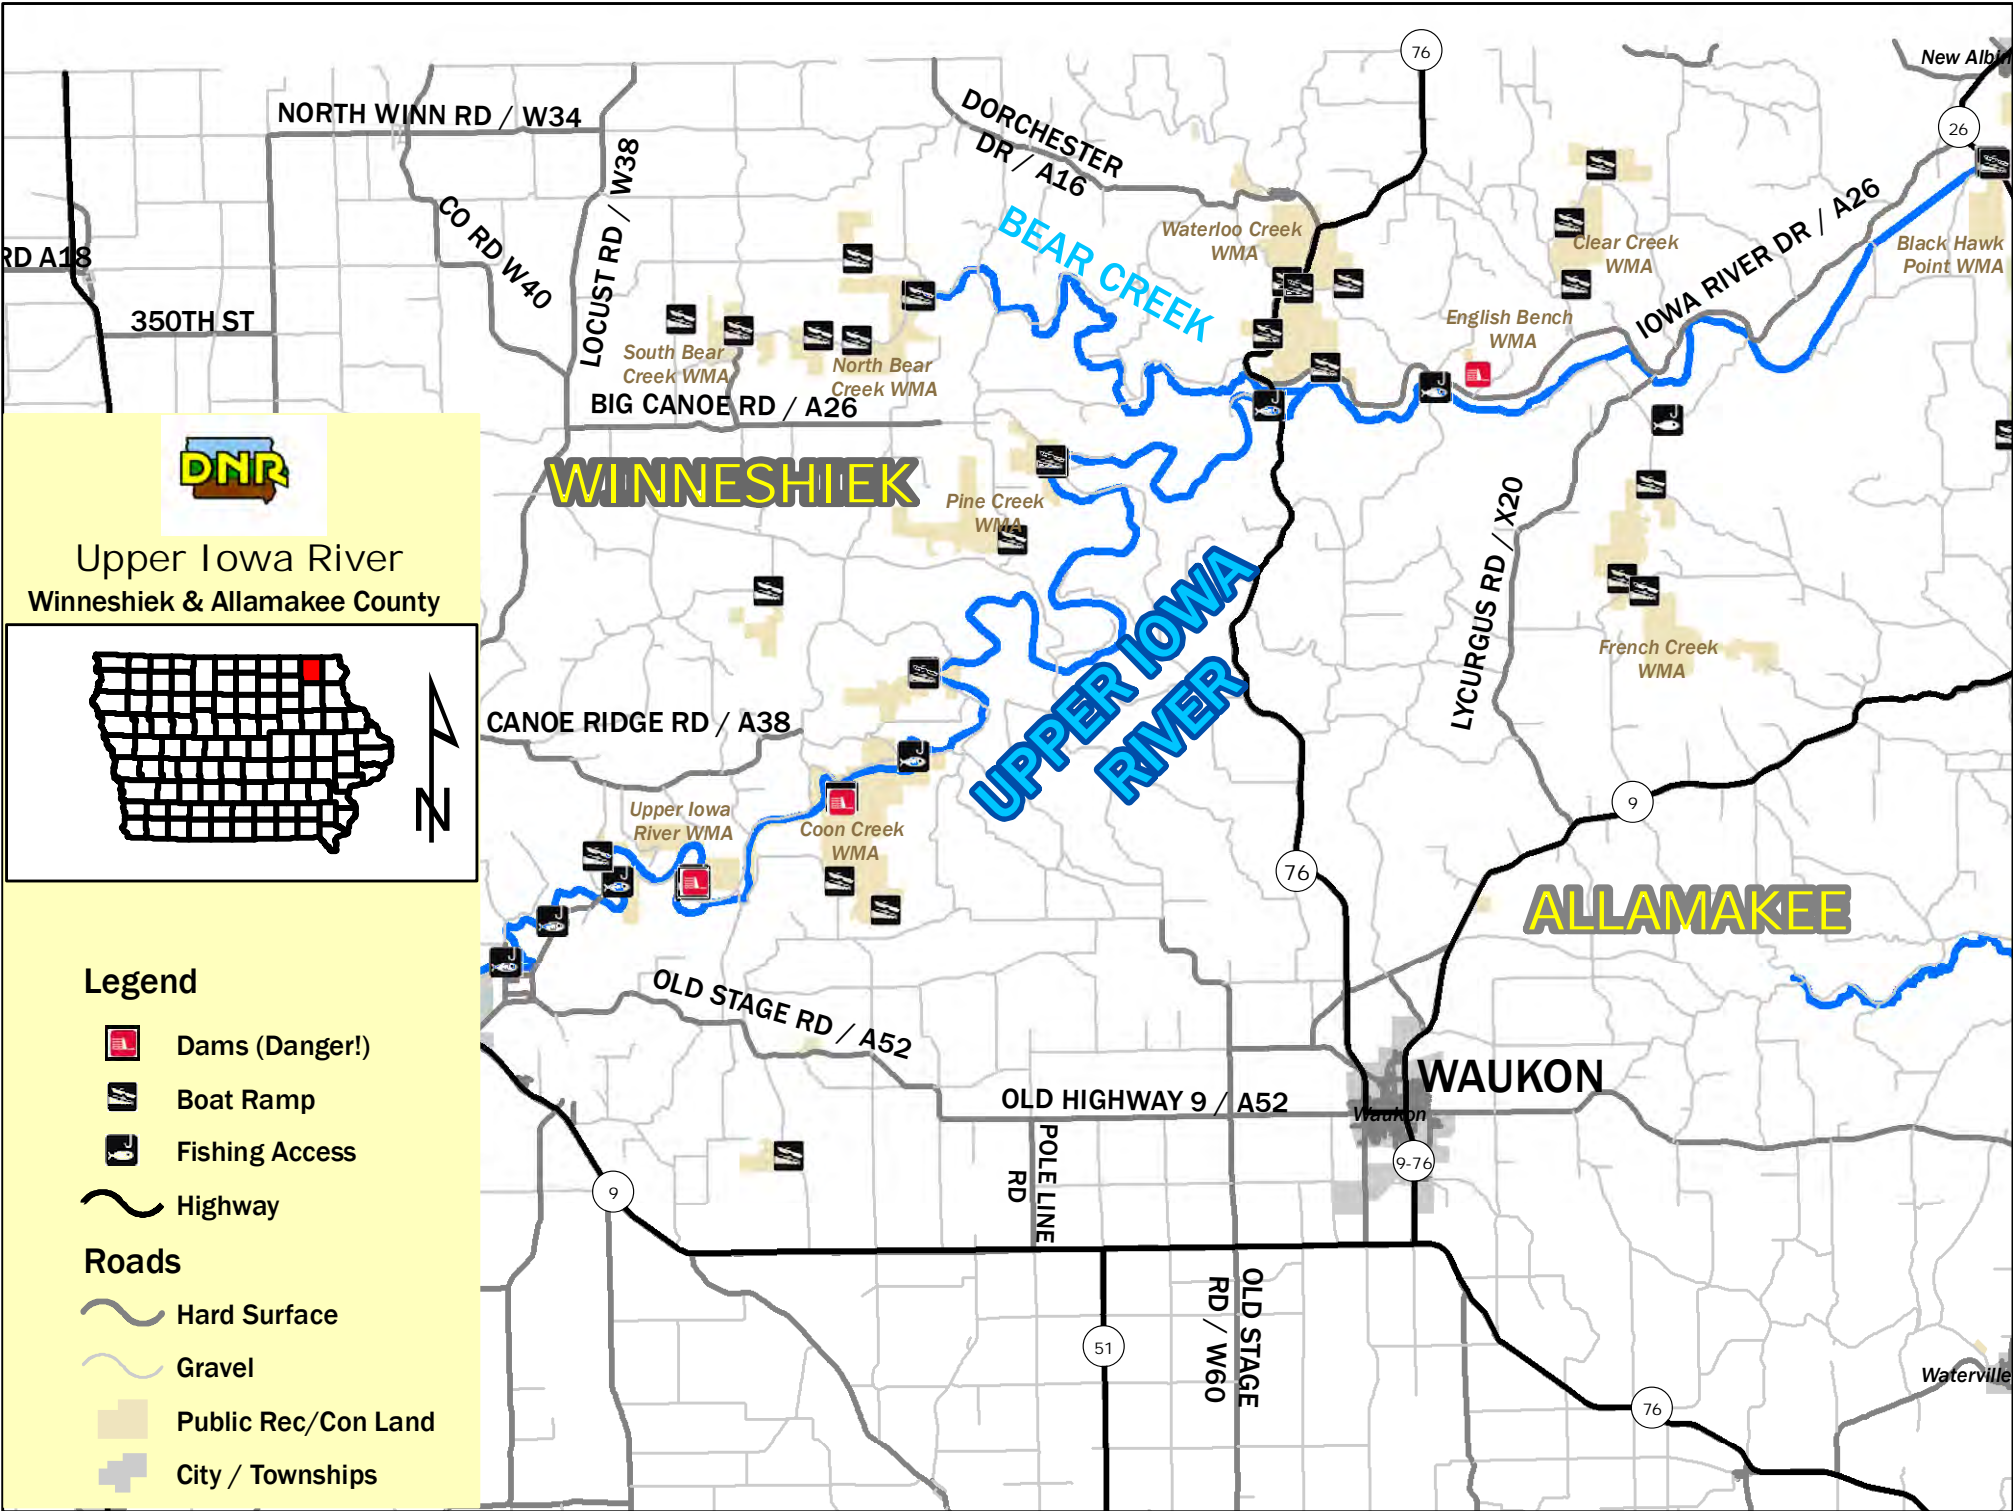 76
New Albin
26
NORTH WINN RD / W34
DORCHESTER
DR / A16
LOCUST RD / W38
CO RD W40
RD A18
350TH ST
BEAR CREEK
Waterloo Creek
WMA
Clear Creek
WMA
IOWA RIVER DR / A26
Black Hawk
Point WMA
English Bench
WMA
South Bear
Creek WMA
North Bear
Creek WMA
BIG CANOE RD / A26
WINNESHIEK
Pine Creek
WMA
LYCURGUS RD / X20
UPPER IOWA
RIVER
French Creek
WMA
CANOE RIDGE RD / A38
9
Upper Iowa
River WMA
Coon Creek
WMA
76
ALLAMAKEE
OLD STAGE RD / A52
WAUKON
Waukon
OLD HIGHWAY 9 / A52
POLE LINE
RD
9-76
9
OLD STAGE
RD / W60
51
Waterville
76
DNR
Upper Iowa River
Winneshiek & Allamakee County
N
Legend
Dams (Danger!)
Boat Ramp
Fishing Access
Highway
Roads
Hard Surface
Gravel
Public Rec/Con Land
City / Townships